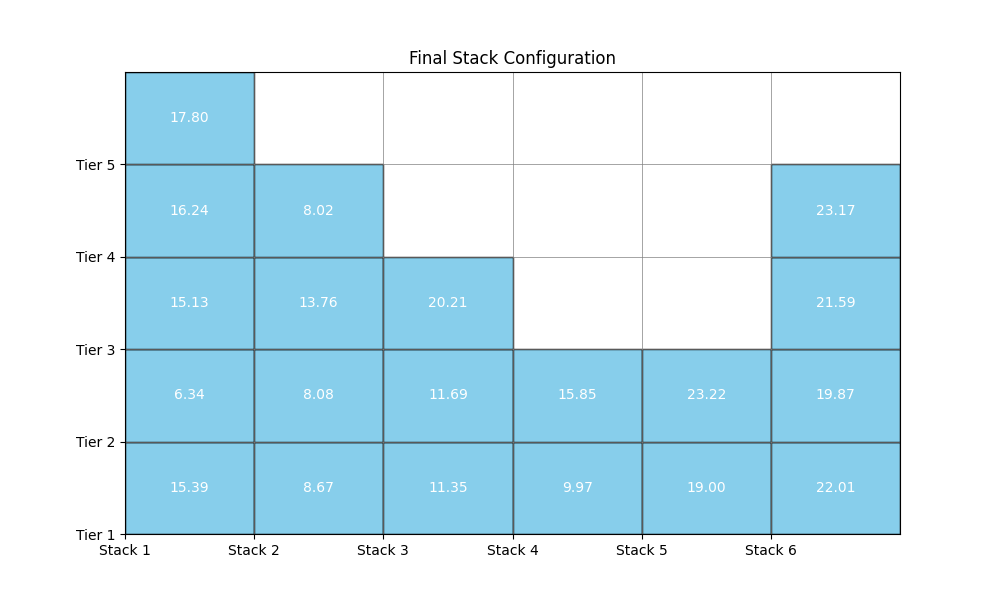 Final Stack Configuration
17.80
Tier 5
16.24 8.02 23.17
Tier 4
15.13 13.76 20.21 21.59
Tier 3
6.34 8.08 11.69 15.85 23.22 19.87
Tier 2
15.39 8.67 11.35 9.97 19.00 22.01
Tier 1
Stack 1 Stack 2 Stack 3 Stack 4 Stack 5 Stack 6